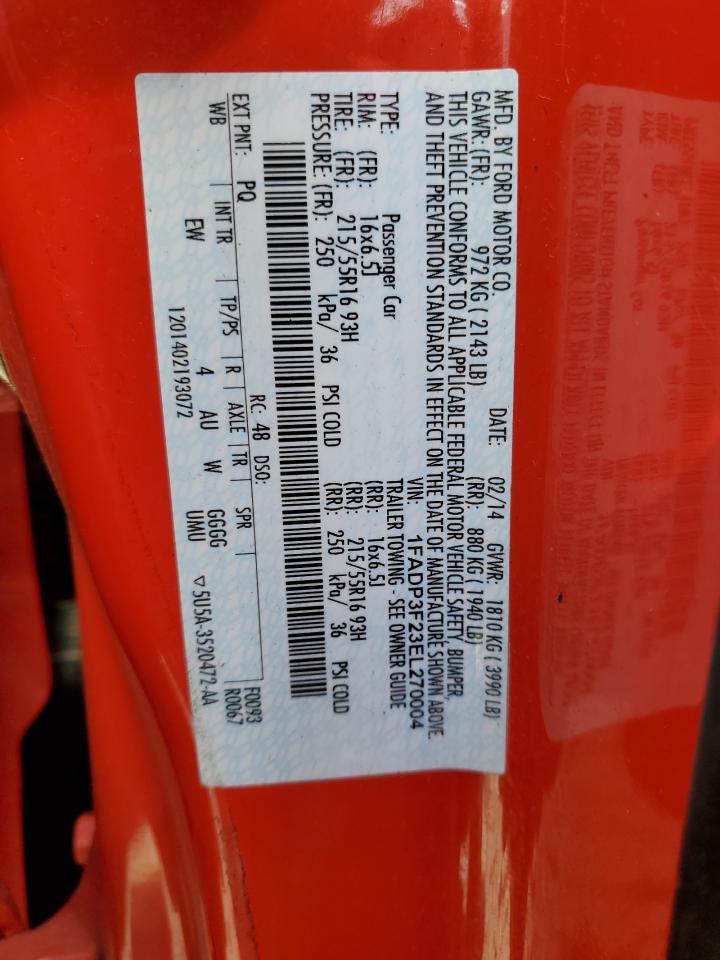 MFD. BY FORD MOTOR CO.
DATE: 02/14 GVWR: 1810 KG ( 3990 LB)
GAWR: (FR): 972 KG ( 2143 LB) (RR): 880 KG ( 1940 LB)
THIS VEHICLE CONFORMS TO ALL APPLICABLE FEDERAL MOTOR VEHICLE SAFETY, BUMPER,
AND THEFT PREVENTION STANDARDS IN EFFECT ON THE DATE OF MANUFACTURE SHOWN ABOVE.
VIN: 1FADP3F23EL270004
TYPE: Passenger Car TRAILER TOWING - SEE OWNER GUIDE
RIM: (FR): 16x6.5J (RR): 16x6.5J
TIRE: (FR): 215/55R16 93H (RR): 215/55R16 93H
PRESSURE: (FR): 250 kPa/ 36 PSI COLD (RR): 250 kPa/ 36 PSI COLD
RC: 48 DSO: F0093
EXT PNT: PQ R0067
WB INT TR TP/PS R AXLE TR SPR
EW 4 AU W GGGG
UMU
1201402193072 ▽5U5A-3520472-AA